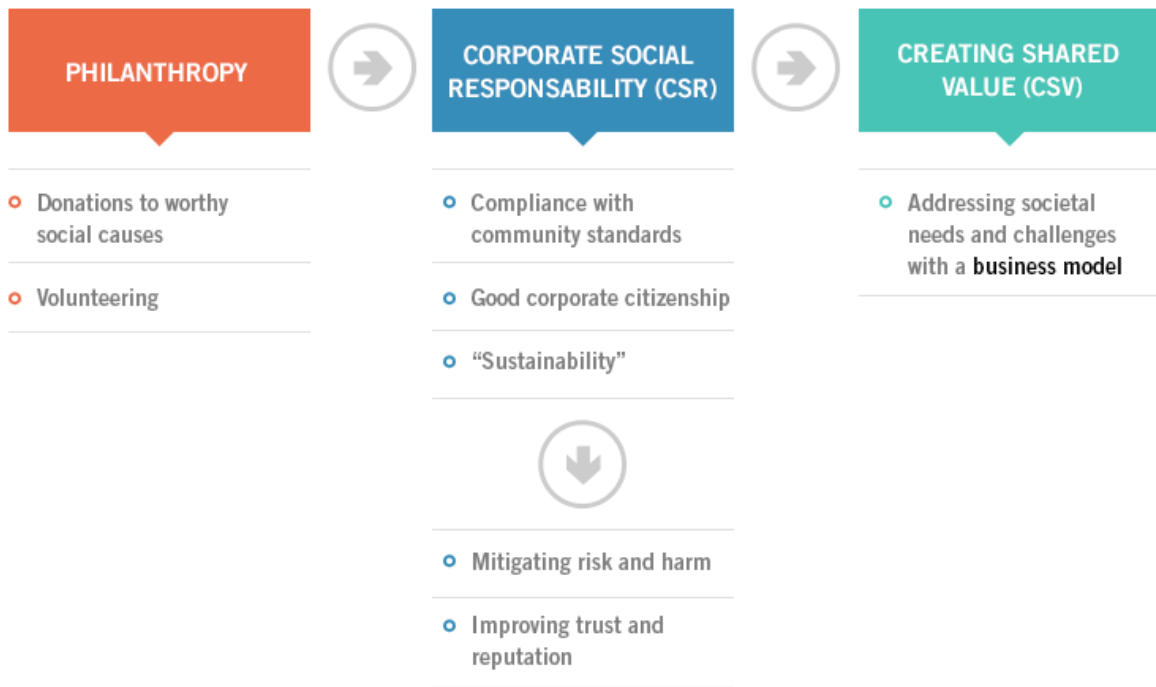 PHILANTHROPY
Donations to worthy
social causes
Volunteering
CORPORATE SOCIAL
RESPONSABILITY (CSR)
Compliance with
community standards
Good corporate citizenship
“Sustainability”
Mitigating risk and harm
Improving trust and
reputation
CREATING SHARED
VALUE (CSV)
Addressing societal
needs and challenges
with a business model